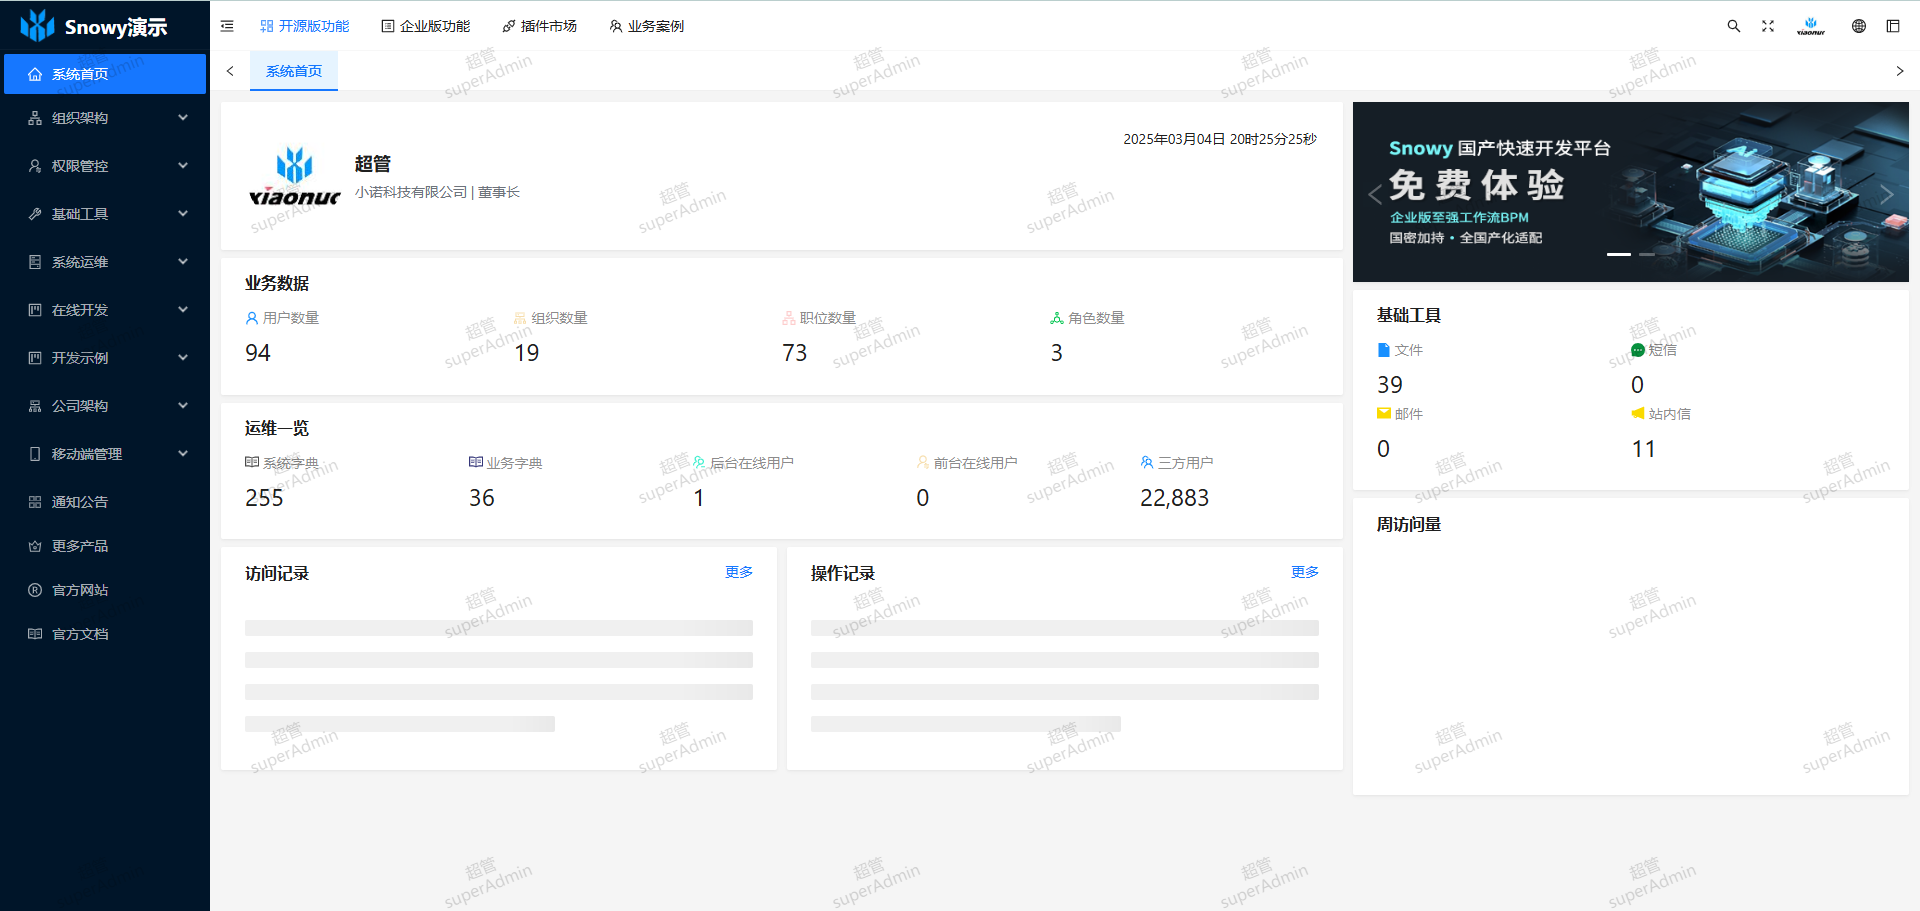 Snowy演示
开源版功能
企业版功能
插件市场
业务案例
xiaonuo
系统首页
组织架构
权限管控
基础工具
系统运维
在线开发
开发示例
公司架构
移动端管理
通知公告
更多产品
官方网站
官方文档
系统首页
2025年03月04日 20时25分25秒
xiaonuo
超管
小诺科技有限公司 | 董事长
业务数据
用户数量
组织数量
职位数量
角色数量
94
19
73
3
运维一览
系统字典
业务字典
后台在线用户
前台在线用户
三方用户
255
36
1
0
22,883
访问记录
更多
操作记录
更多
Snowy 国产快速开发平台
免费体验
企业版至强工作流BPM
国密加持・全国产化适配
Ai
基础工具
文件
短信
39
0
邮件
站内信
0
11
周访问量
超管
superAdmin